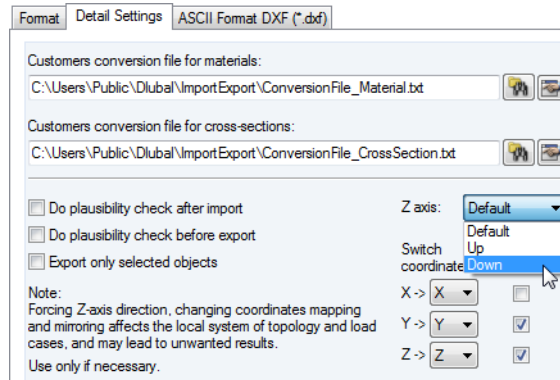 Format
Detail Settings
ASCII Format DXF (*.dxf)
Customers conversion file for materials:
C:\Users\Public\Dlubal\ImportExport\ConversionFile_Material.txt
Customers conversion file for cross-sections:
C:\Users\Public\Dlubal\ImportExport\ConversionFile_CrossSection.txt
Do plausibility check after import
Do plausibility check before export
Export only selected objects
Note:
Forcing Z-axis direction, changing coordinates mapping
and mirroring affects the local system of topology and load
cases, and may lead to unwanted results.
Use only if necessary.
Z axis: Default
Default
Up
Down
Switch
coordinate
X -> X
Y -> Y
Z -> Z